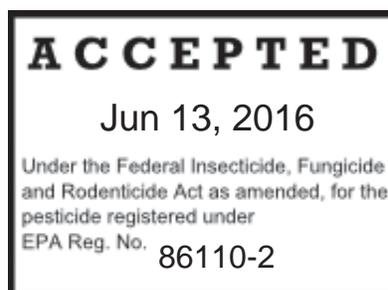 ACCEPTED
Jun 13, 2016
Under the Federal Insecticide, Fungicide
and Rodenticide Act as amended, for the
pesticide registered under
EPA Reg. No. 86110-2